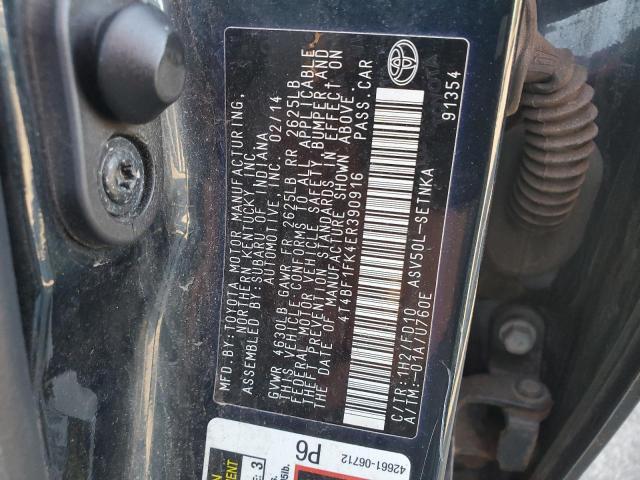 MFD. BY: TOYOTA MOTOR MANUFACTURING,
NORTHERN KENTUCKY, INC.
ASSEMBLED BY: SUBARU OF INDIANA
AUTOMOTIVE, INC. 02/14
GVWR 4630LB GAWR FR 2625LB RR 2625LB
THIS VEHICLE CONFORMS TO ALL APPLICABLE
FEDERAL MOTOR VEHICLE SAFETY BUMPER, AND
THEFT PREVENTION STANDARDS IN EFFECT ON
THE DATE OF MANUFACTURE SHOWN ABOVE.
4T4BF1FK1ER390916 PASS. CAR
C/TR: 1H2/FD10 ASV50L-SETNKA
A/TM: -01A/U760E 91354
P6
42661-06712
3